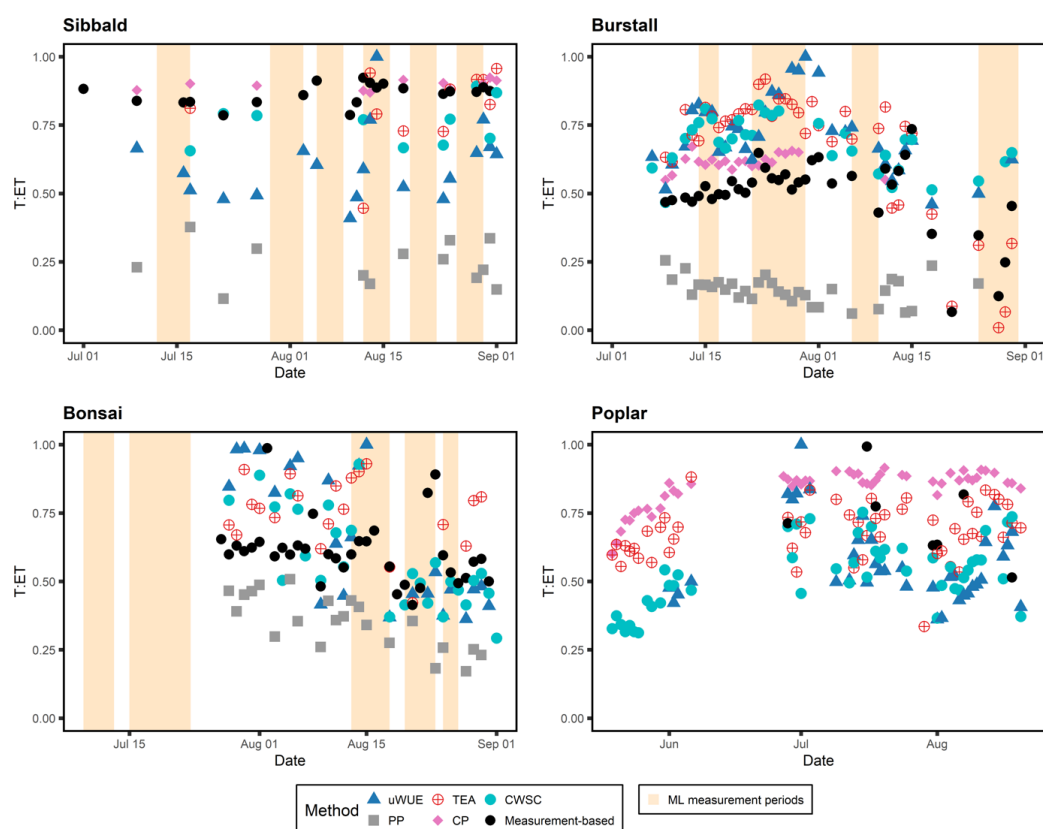 Sibbald
1.00
0.75
0.50
0.25
0.00
T:ET
Jul 01
Jul 15
Aug 01
Aug 15
Sep 01
Date
Burstall
1.00
0.75
0.50
0.25
0.00
T:ET
Jul 01
Jul 15
Aug 01
Aug 15
Sep 01
Date
Bonsai
1.00
0.75
0.50
0.25
0.00
T:ET
Jul 15
Aug 01
Aug 15
Sep 01
Date
Poplar
1.00
0.75
0.50
0.25
0.00
T:ET
Jun
Jul
Aug
Date
Method
uWUE
TEA
CWSC
PP
CP
Measurement-based
ML measurement periods